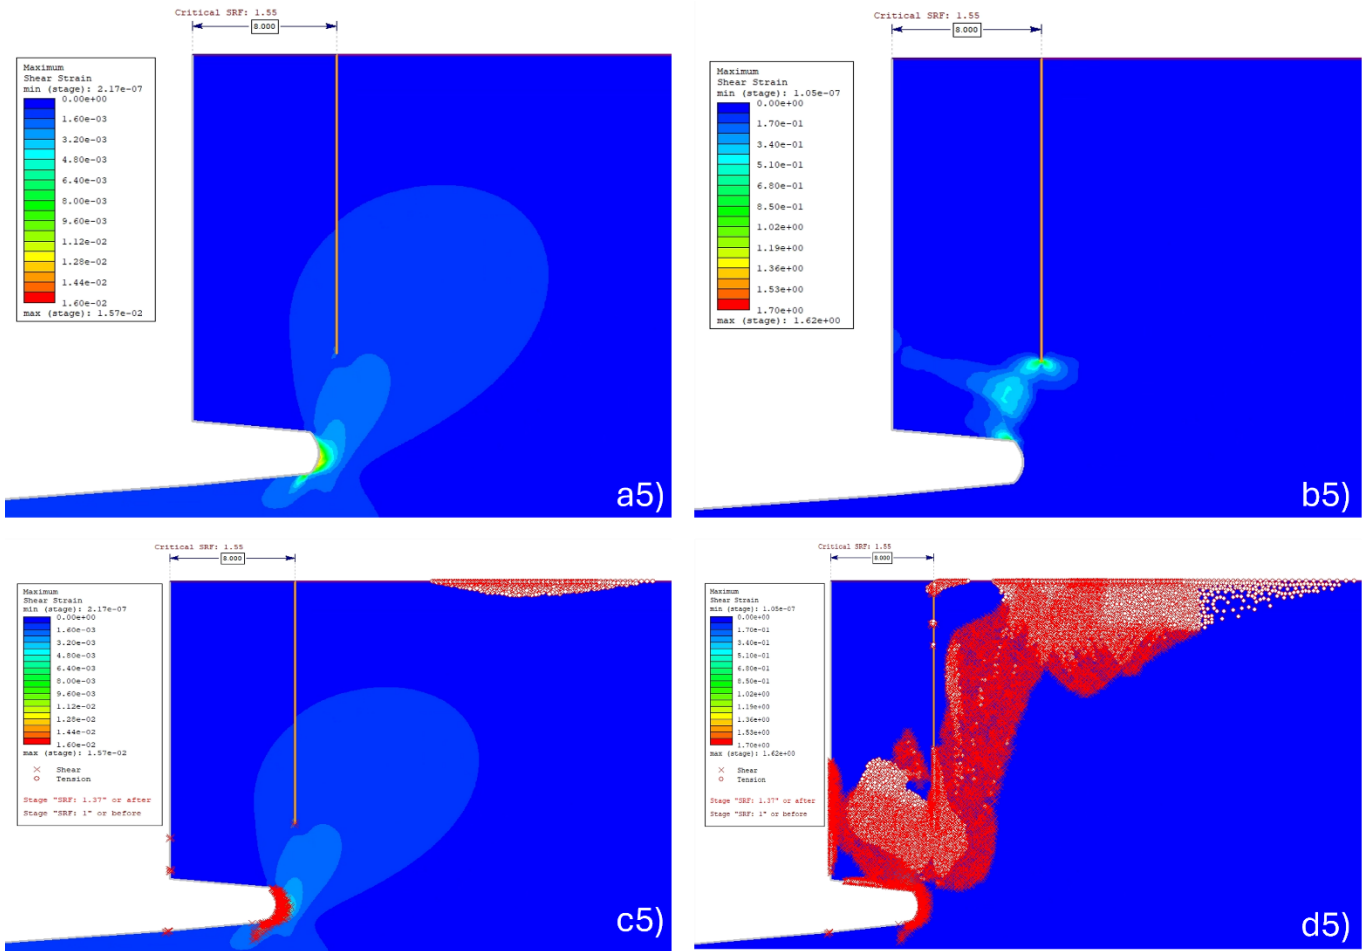 Critical SRF: 1.55
8.000
Maximum
Shear Strain
min (stage): 2.17e-07
0.00e+00
1.60e-03
3.20e-03
4.80e-03
6.40e-03
8.00e-03
9.60e-03
1.12e-02
1.28e-02
1.44e-02
1.60e-02
max (stage): 1.57e-02
a5)
Critical SRF: 1.55
8.000
Maximum
Shear Strain
min (stage): 1.05e-07
0.00e+00
1.70e-01
3.40e-01
5.10e-01
6.80e-01
8.50e-01
1.02e+00
1.19e+00
1.36e+00
1.53e+00
1.70e+00
max (stage): 1.62e+00
b5)
Critical SRF: 1.55
8.000
Maximum
Shear Strain
min (stage): 2.17e-07
0.00e+00
1.60e-03
3.20e-03
4.80e-03
6.40e-03
8.00e-03
9.60e-03
1.12e-02
1.28e-02
1.44e-02
1.60e-02
max (stage): 1.57e-02
Shear
Tension
Stage "SRF: 1.37" or after
Stage "SRF: 1" or before
c5)
Critical SRF: 1.55
8.000
Maximum
Shear Strain
min (stage): 1.05e-07
0.00e+00
1.70e-01
3.40e-01
5.10e-01
6.80e-01
8.50e-01
1.02e+00
1.19e+00
1.36e+00
1.53e+00
1.70e+00
max (stage): 1.62e+00
Shear
Tension
Stage "SRF: 1.37" or after
Stage "SRF: 1" or before
d5)